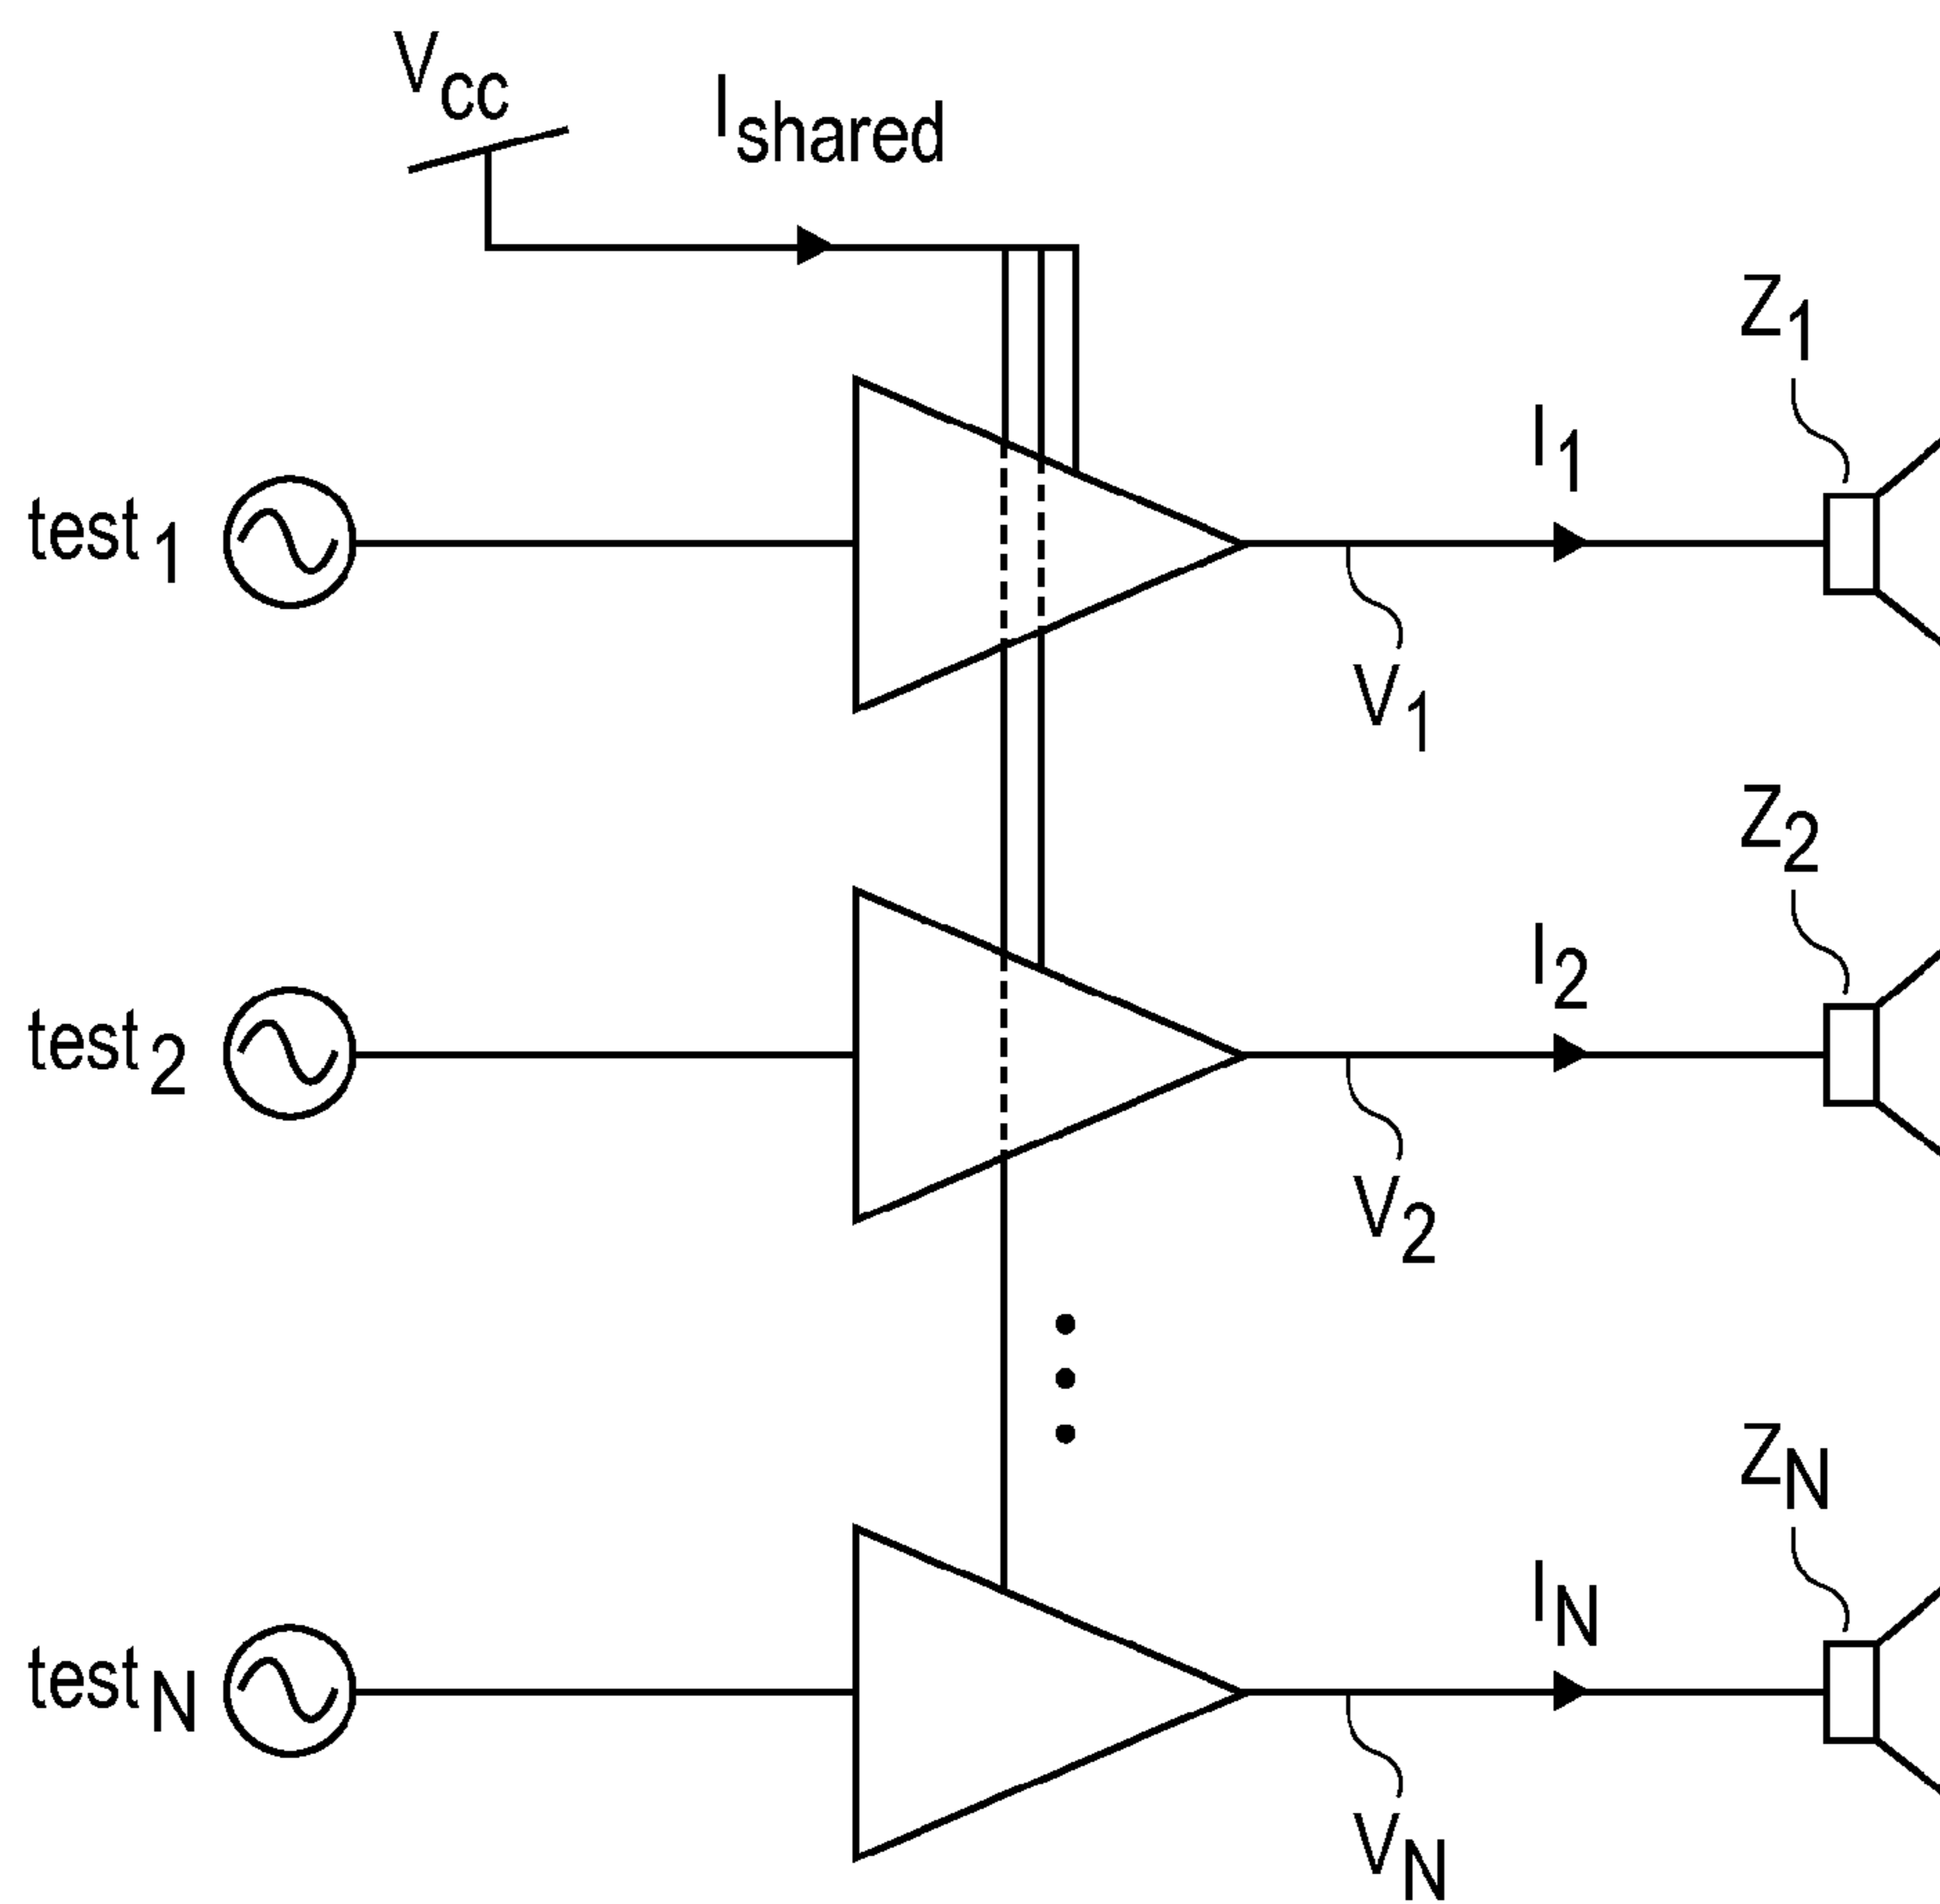 Vcc
Ishared
Z1
I1
test1
V1
Z2
I2
test2
V2
ZN
IN
testN
VN